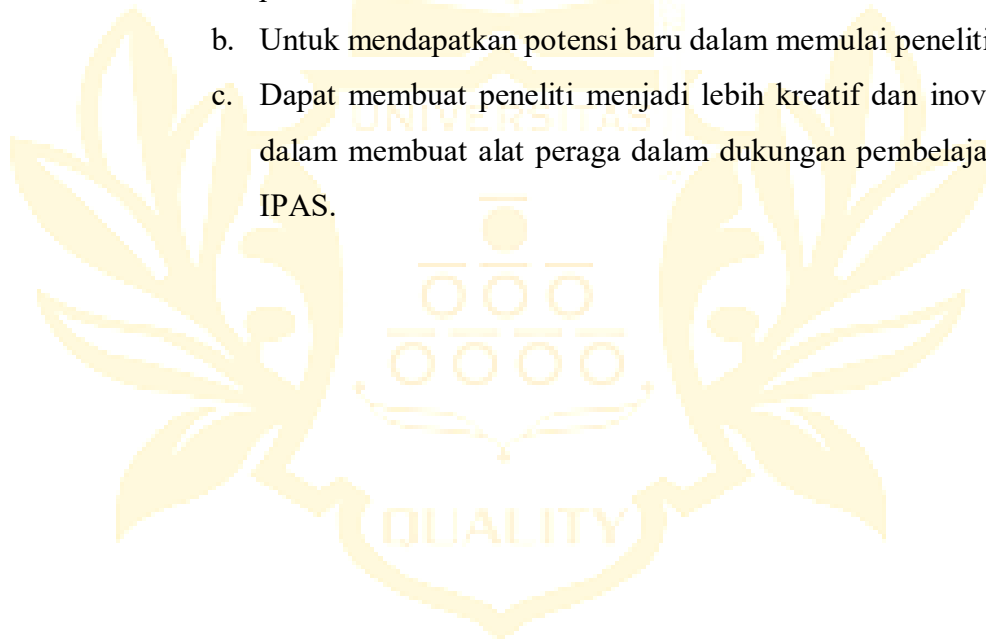 b. Untuk mendapatkan potensi baru dalam memulai peneliti
c. Dapat membuat peneliti menjadi lebih kreatif dan inov
UNIVERSITAS
dalam membuat alat peraga dalam dukungan pembelaja
IPAS.
QUALITY